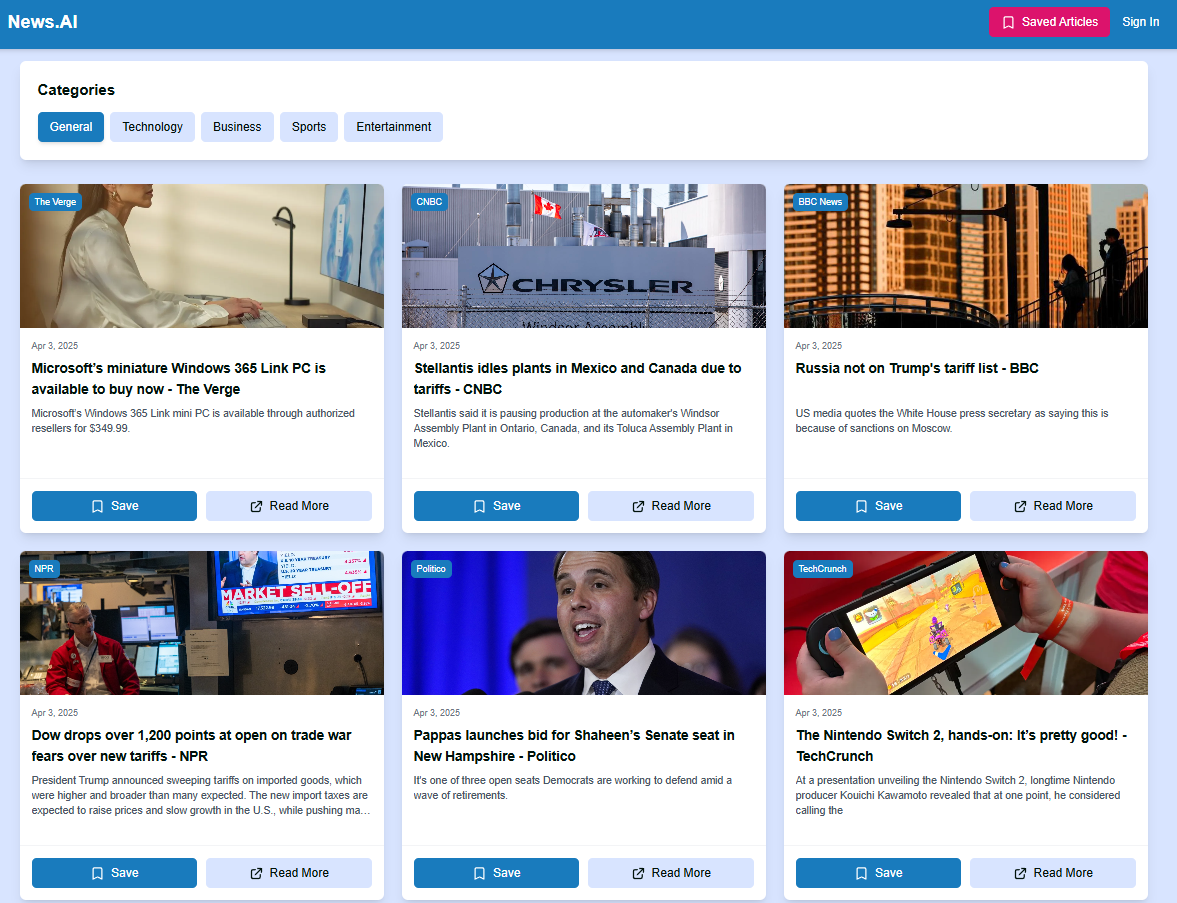 News.AI
Saved Articles
Sign In
Categories
General
Technology
Business
Sports
Entertainment
The Verge
Apr 3, 2025
Microsoft’s miniature Windows 365 Link PC is
available to buy now - The Verge
Microsoft’s Windows 365 Link mini PC is available through authorized
resellers for $349.99.
Save
Read More
CNBC
CHRYSLER
Windsor Assembly
Apr 3, 2025
Stellantis idles plants in Mexico and Canada due to
tariffs - CNBC
Stellantis said it is pausing production at the automaker's Windsor
Assembly Plant in Ontario, Canada, and its Toluca Assembly Plant in
Mexico.
Save
Read More
BBC News
Apr 3, 2025
Russia not on Trump's tariff list - BBC
US media quotes the White House press secretary as saying this is
because of sanctions on Moscow.
Save
Read More
NPR
MARKET SELL-OFF
Apr 3, 2025
Dow drops over 1,200 points at open on trade war
fears over new tariffs - NPR
President Trump announced sweeping tariffs on imported goods, which
were higher and broader than many expected. The new import taxes are
expected to raise prices and slow growth in the U.S., while pushing ma…
Save
Read More
Politico
Apr 3, 2025
Pappas launches bid for Shaheen’s Senate seat in
New Hampshire - Politico
It's one of three open seats Democrats are working to defend amid a
wave of retirements.
Save
Read More
TechCrunch
Apr 3, 2025
The Nintendo Switch 2, hands-on: It’s pretty good! -
TechCrunch
At a presentation unveiling the Nintendo Switch 2, longtime Nintendo
producer Kouichi Kawamoto revealed that at one point, he considered
calling the
Save
Read More